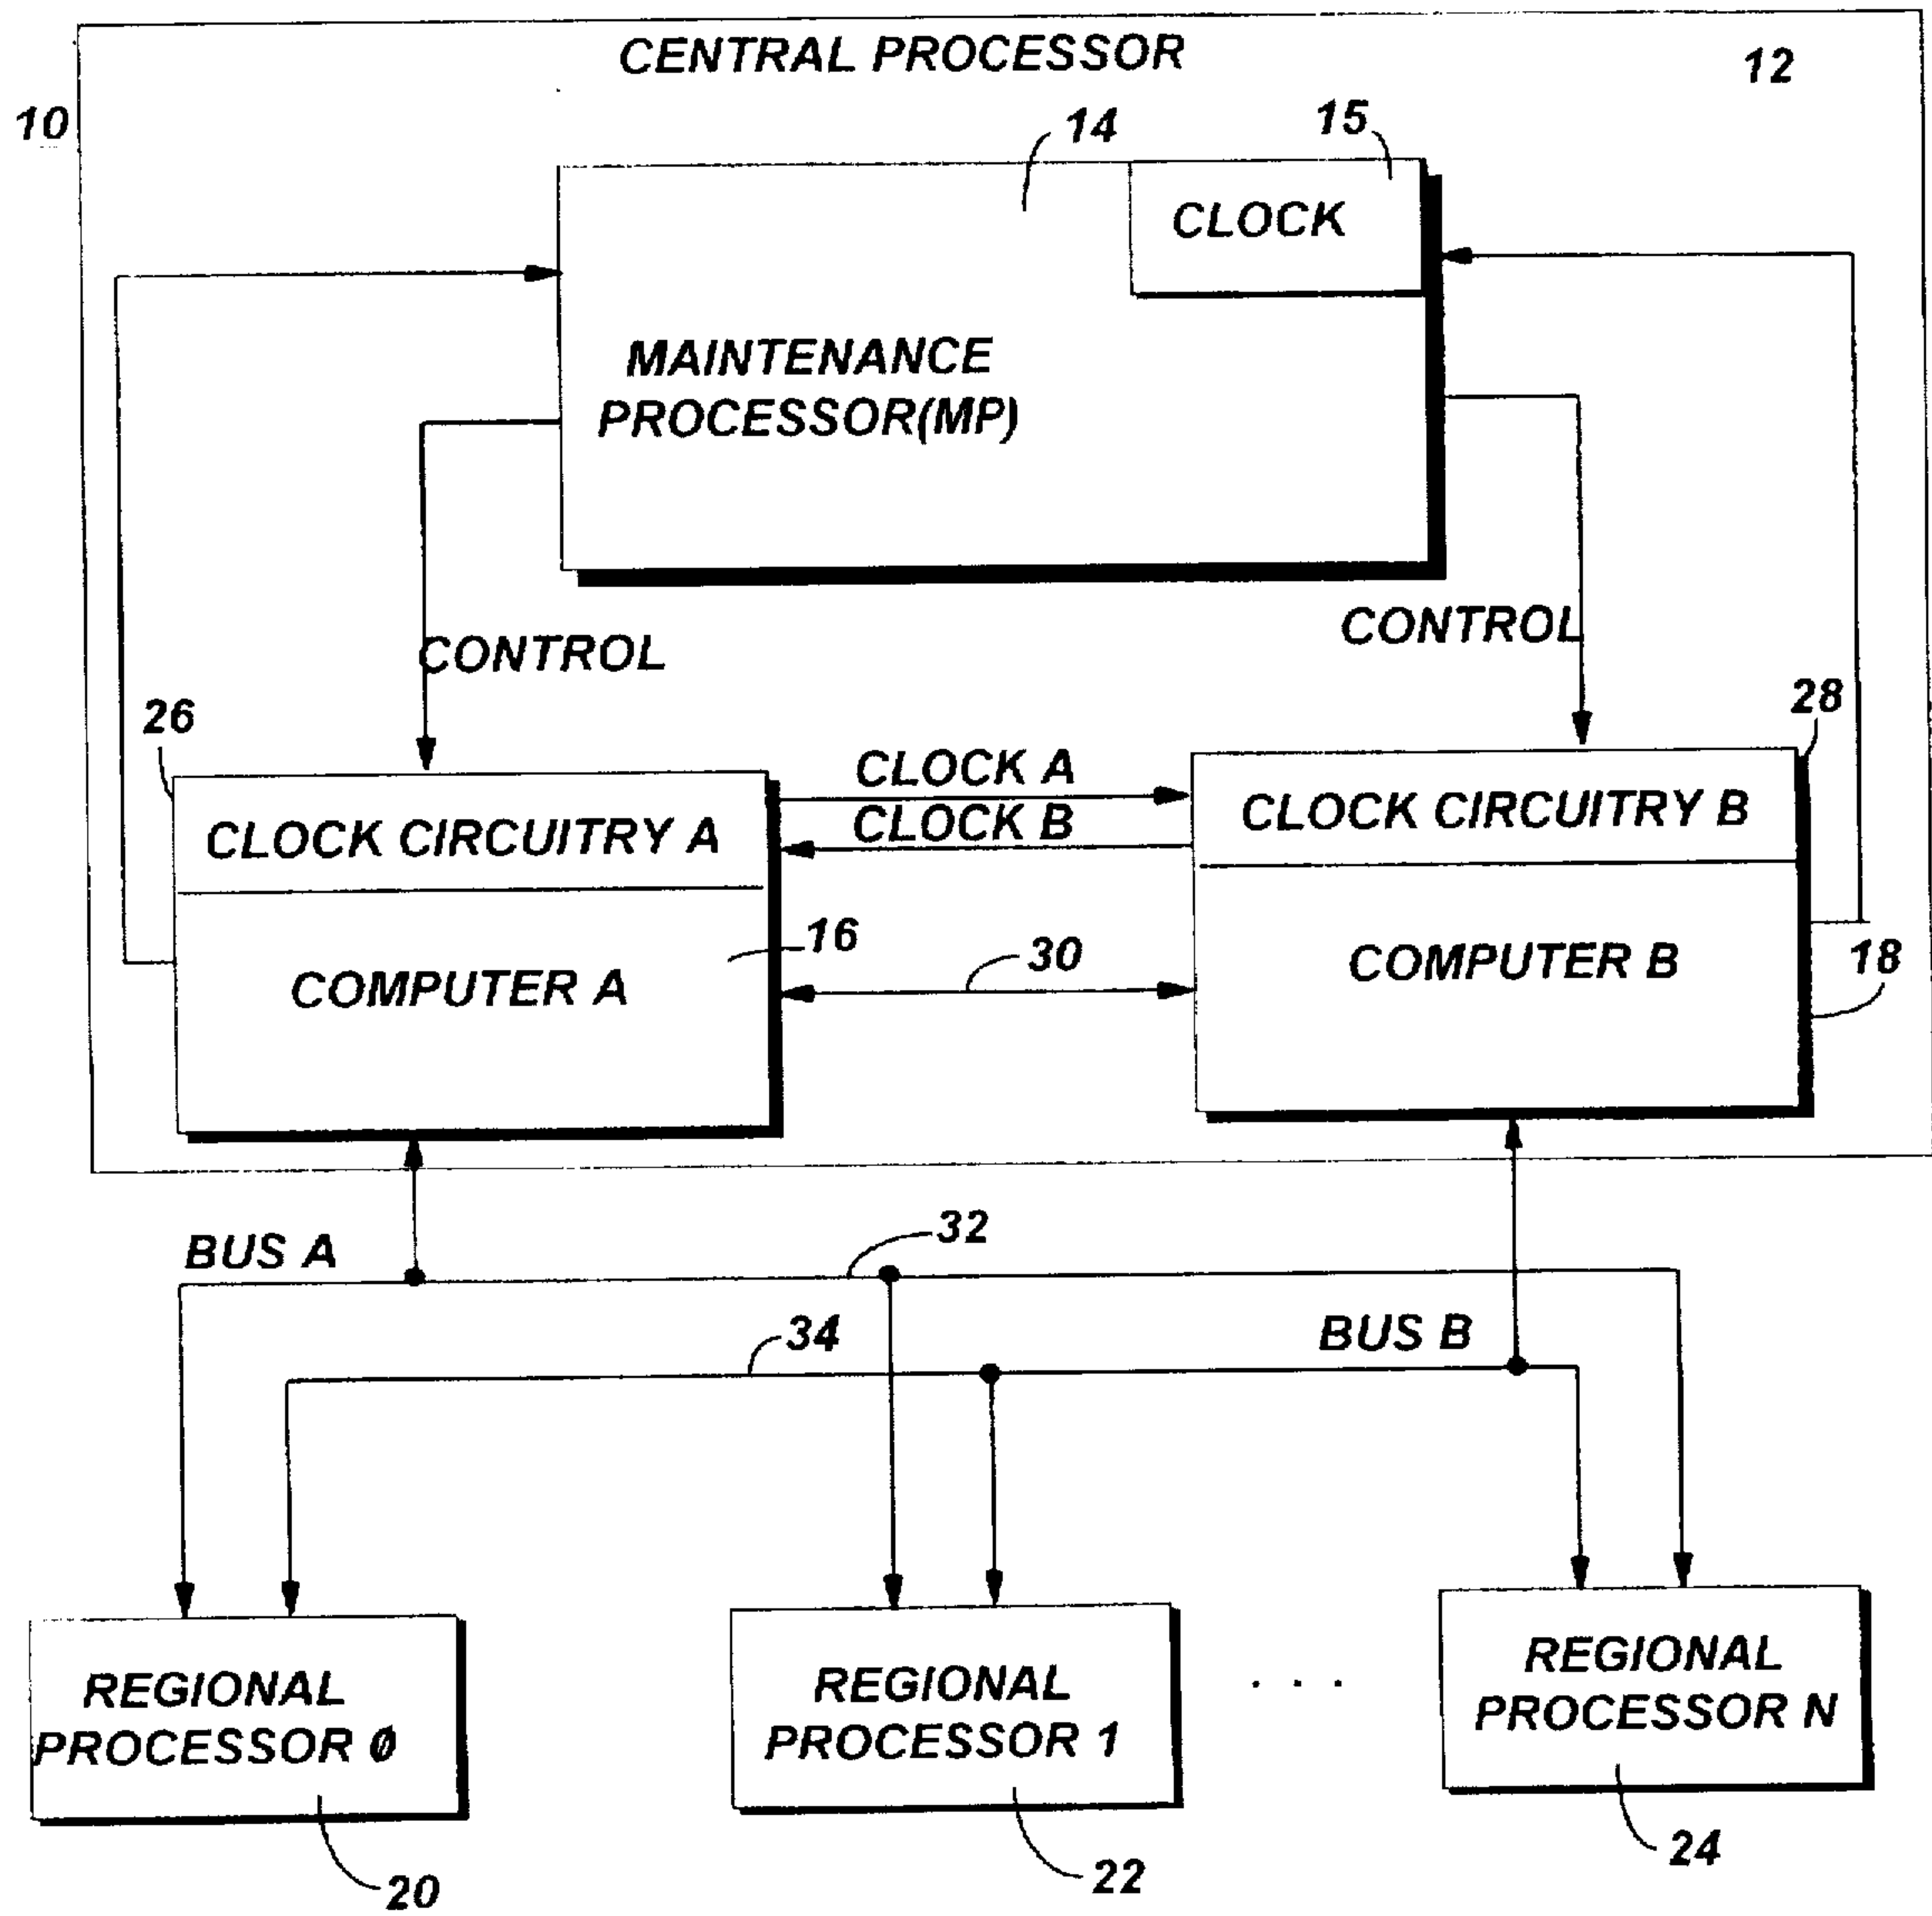 CENTRAL PROCESSOR
12
10
14
15
CLOCK
MAINTENANCE
PROCESSOR(MP)
CONTROL
CONTROL
26
28
CLOCK A
CLOCK B
CLOCK CIRCUITRY A
CLOCK CIRCUITRY B
16
30
18
COMPUTER A
COMPUTER B
BUS A
32
34
BUS B
REGIONAL
PROCESSOR 0
REGIONAL
PROCESSOR 1
. . .
REGIONAL
PROCESSOR N
20
22
24